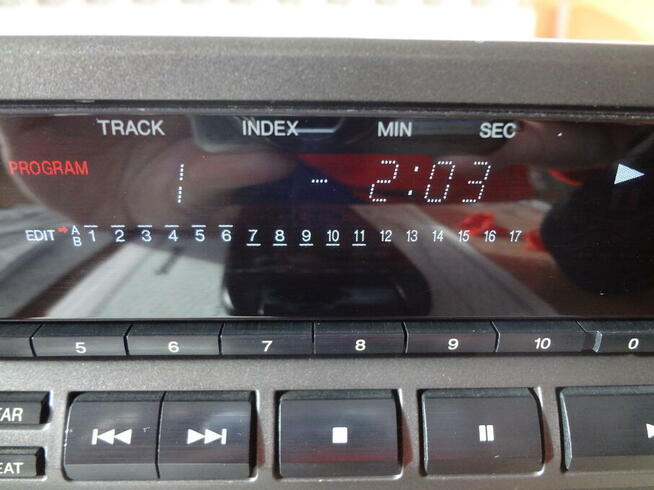 TRACK INDEX MIN SEC
PROGRAM 1 - 2:03
EDIT A 1 2 3 4 5 6 7 8 9 10 11 12 13 14 15 16 17
B
5 6 7 8 9 10 0